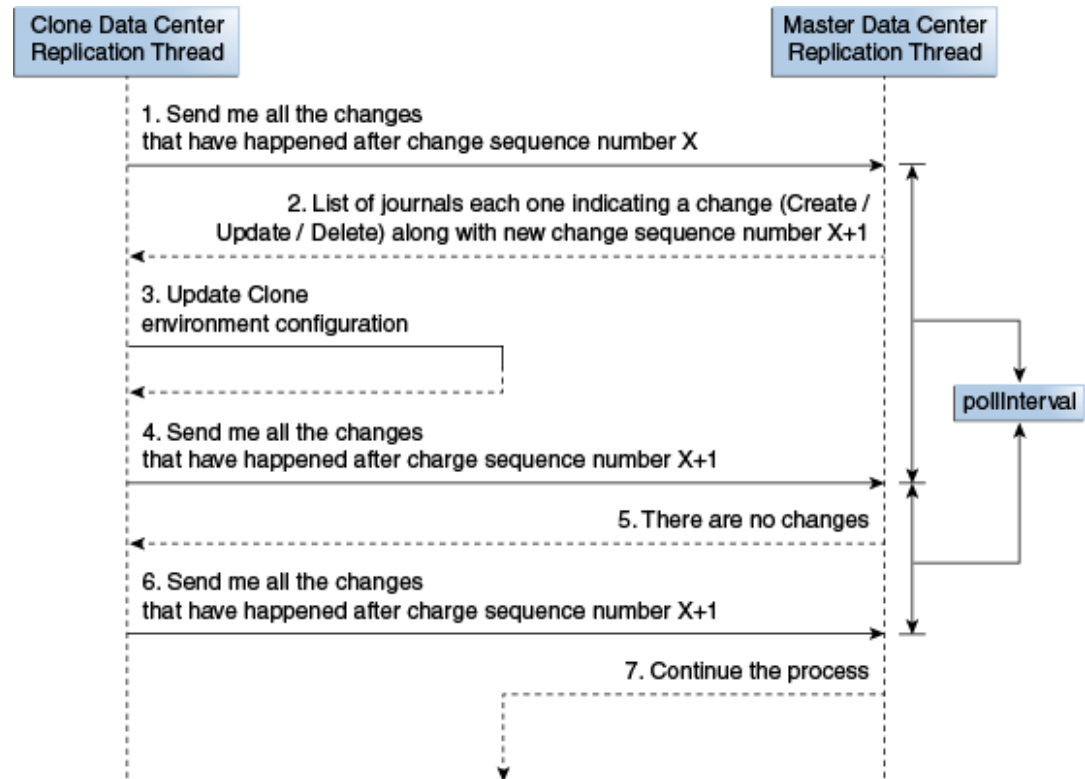 Clone Data Center
Replication Thread
Master Data Center
Replication Thread
1. Send me all the changes
that have happened after change sequence number X
2. List of journals each one indicating a change (Create /
Update / Delete) along with new change sequence number X+1
3. Update Clone
environment configuration
pollInterval
4. Send me all the changes
that have happened after charge sequence number X+1
5. There are no changes
6. Send me all the changes
that have happened after charge sequence number X+1
7. Continue the process